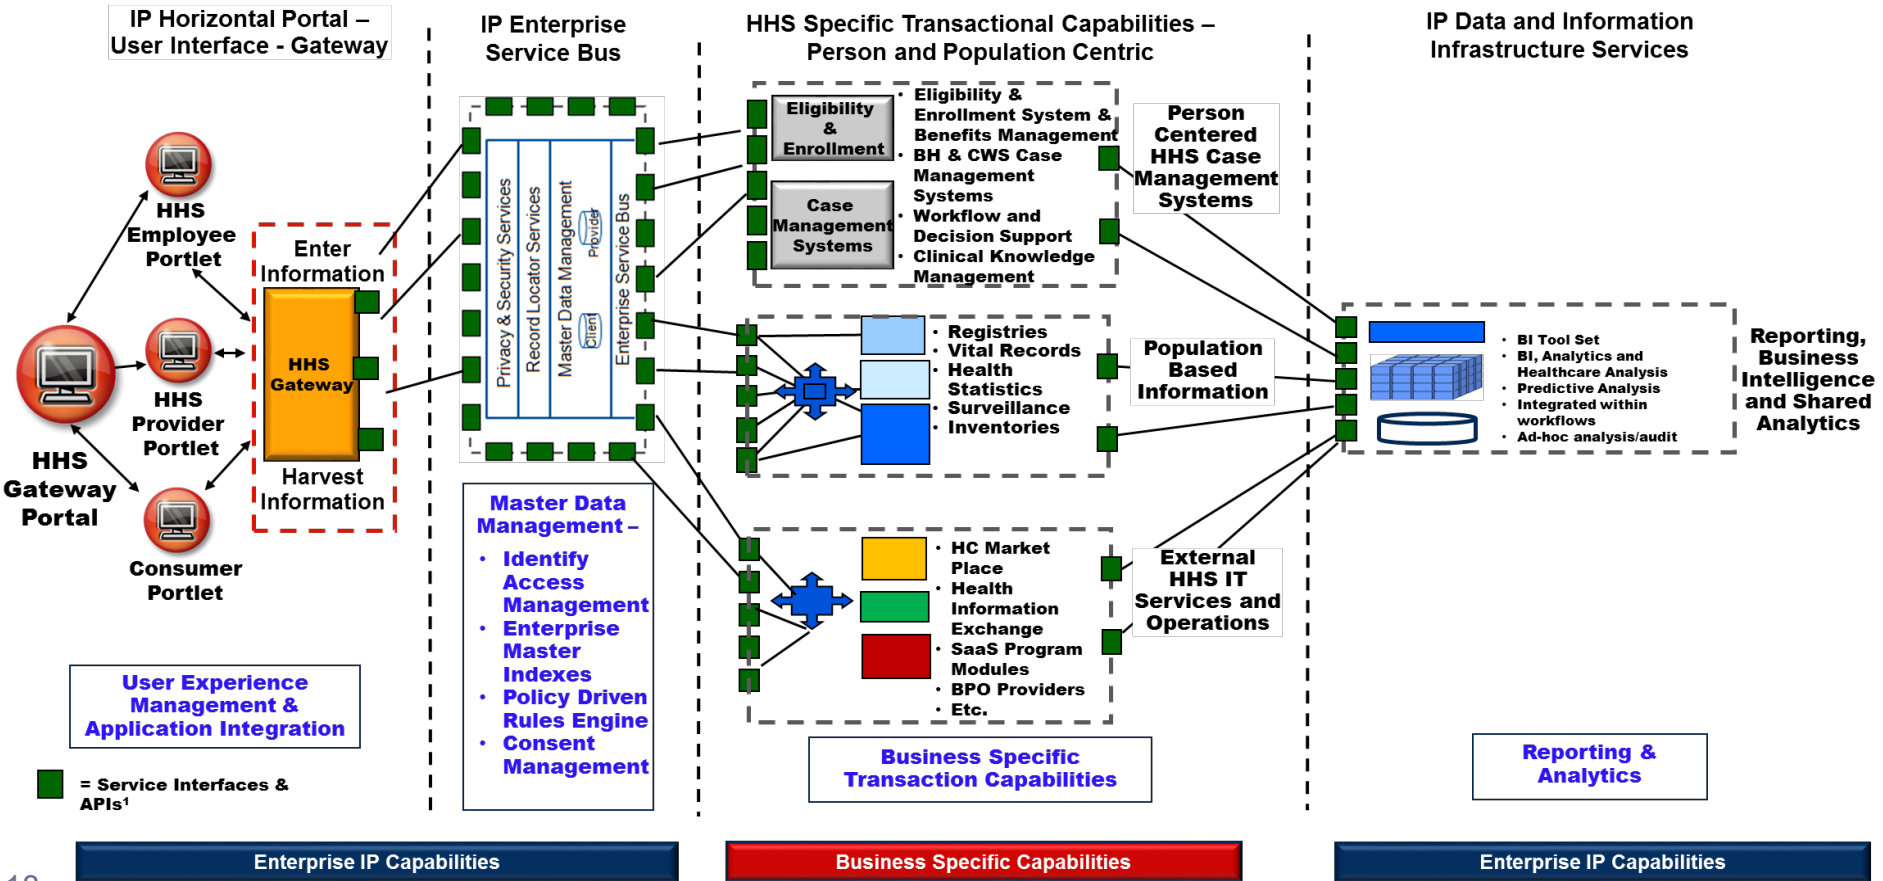 IP Horizontal Portal –
User Interface - Gateway
IP Enterprise
Service Bus
HHS Specific Transactional Capabilities –
Person and Population Centric
IP Data and Information
Infrastructure Services
HHS
Employee
Portlet
HHS
Provider
Portlet
HHS
Gateway
Portal
Consumer
Portlet
Enter
Information
HHS
Gateway
Harvest
Information
User Experience
Management &
Application Integration
= Service Interfaces &
APIs¹
Privacy & Security Services
Record Locator Services
Master Data Management
Client
Provider
Enterprise Service Bus
Master Data
Management –
• Identify
Access
Management
• Enterprise
Master
Indexes
• Policy Driven
Rules Engine
• Consent
Management
Eligibility
&
Enrollment
Case
Management
Systems
• Eligibility &
Enrollment System &
Benefits Management
• BH & CWS Case
Management
Systems
• Workflow and
Decision Support
• Clinical Knowledge
Management
Person
Centered
HHS Case
Management
Systems
• Registries
• Vital Records
• Health
Statistics
• Surveillance
• Inventories
Population
Based
Information
• HC Market
Place
• Health
Information
Exchange
• SaaS Program
Modules
• BPO Providers
• Etc.
External
HHS IT
Services and
Operations
Business Specific
Transaction Capabilities
• BI Tool Set
• BI, Analytics and
Healthcare Analysis
• Predictive Analysis
• Integrated within
workflows
• Ad-hoc analysis/audit
Reporting,
Business
Intelligence
and Shared
Analytics
Reporting &
Analytics
Enterprise IP Capabilities
Business Specific Capabilities
Enterprise IP Capabilities